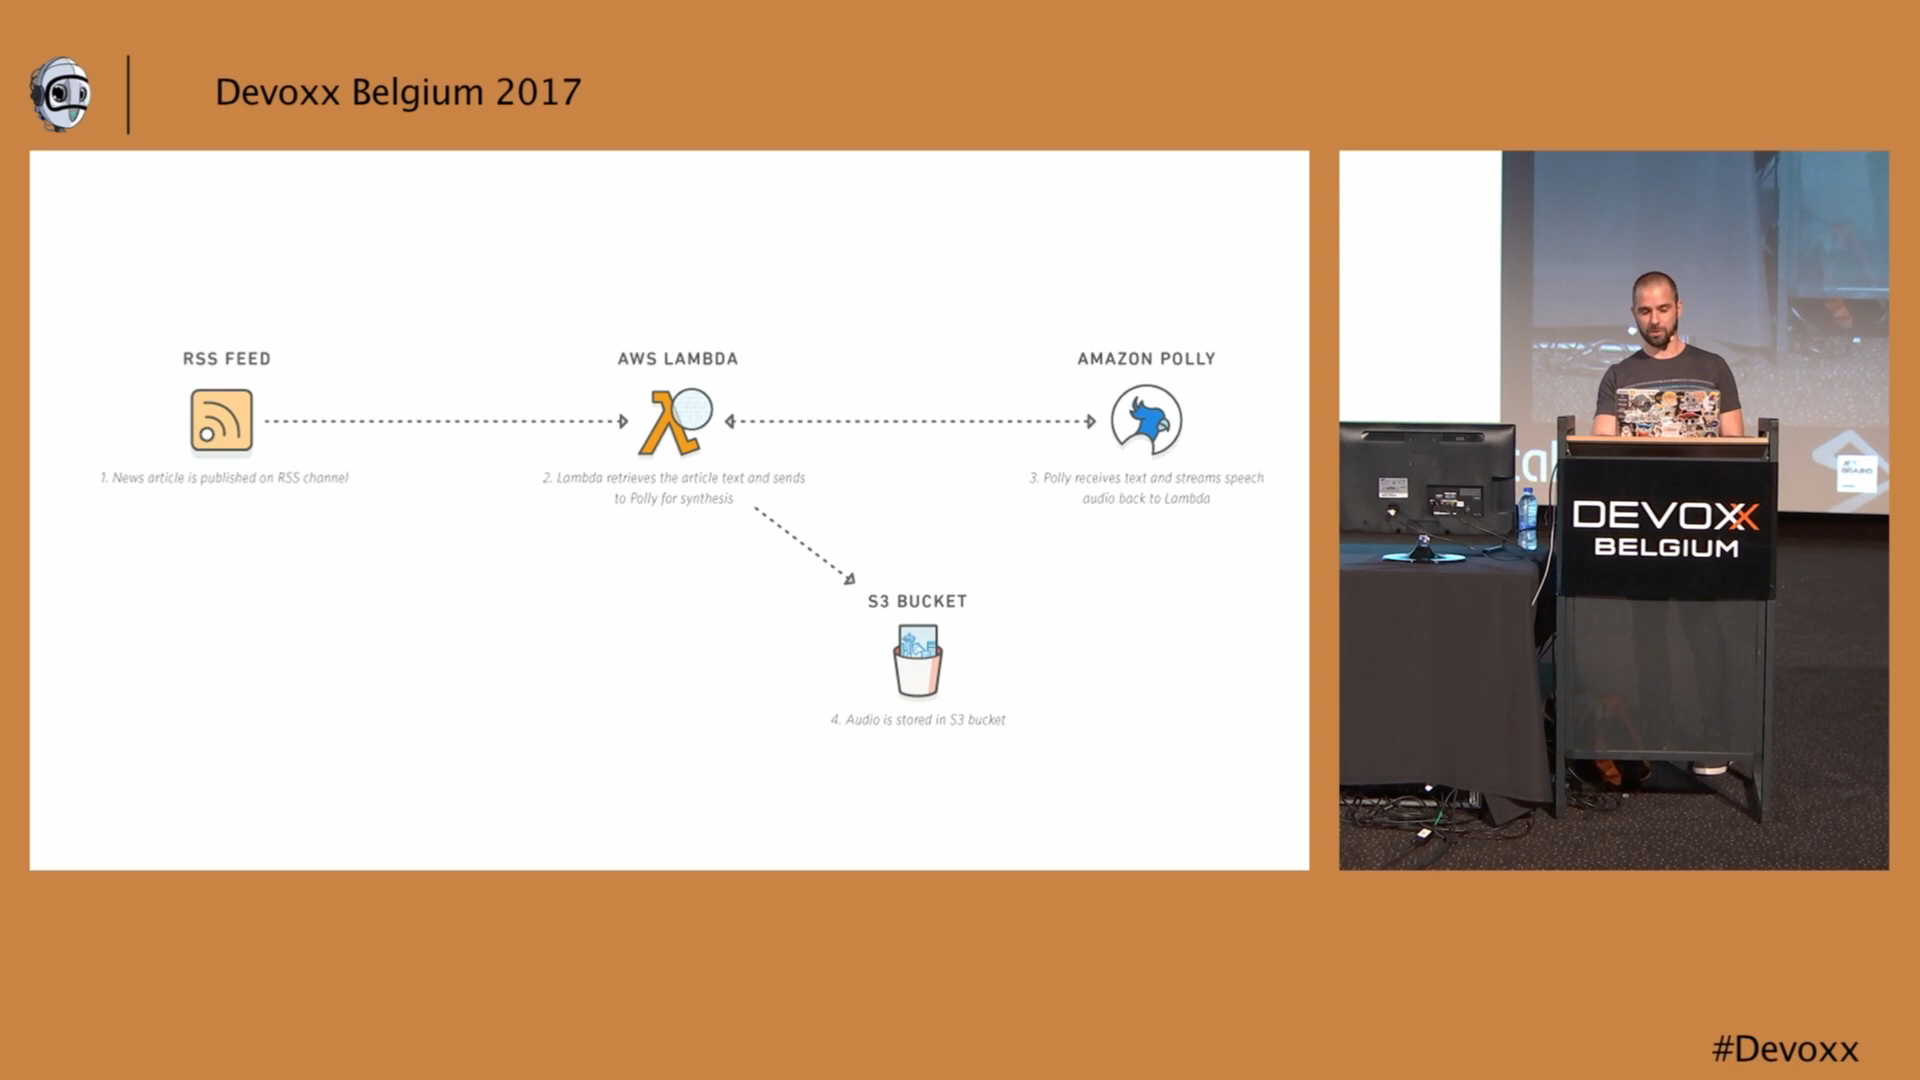 Devoxx Belgium 2017
RSS FEED
AWS LAMBDA
AMAZON POLLY
1. News article is published on RSS channel
2. Lambda retrieves the article text and sends
to Polly for synthesis
3. Polly receives text and streams speech
audio back to Lambda
S3 BUCKET
4. Audio is stored in S3 bucket
JET
BRAINS
DEVOXX
BELGIUM
#Devoxx